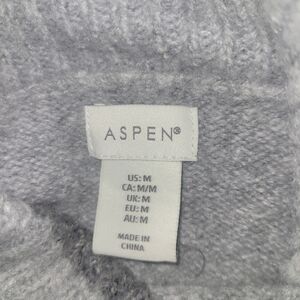 ASPEN®
US: M
CA: M/M
UK: M
EU: M
AU: M
MADE IN
CHINA